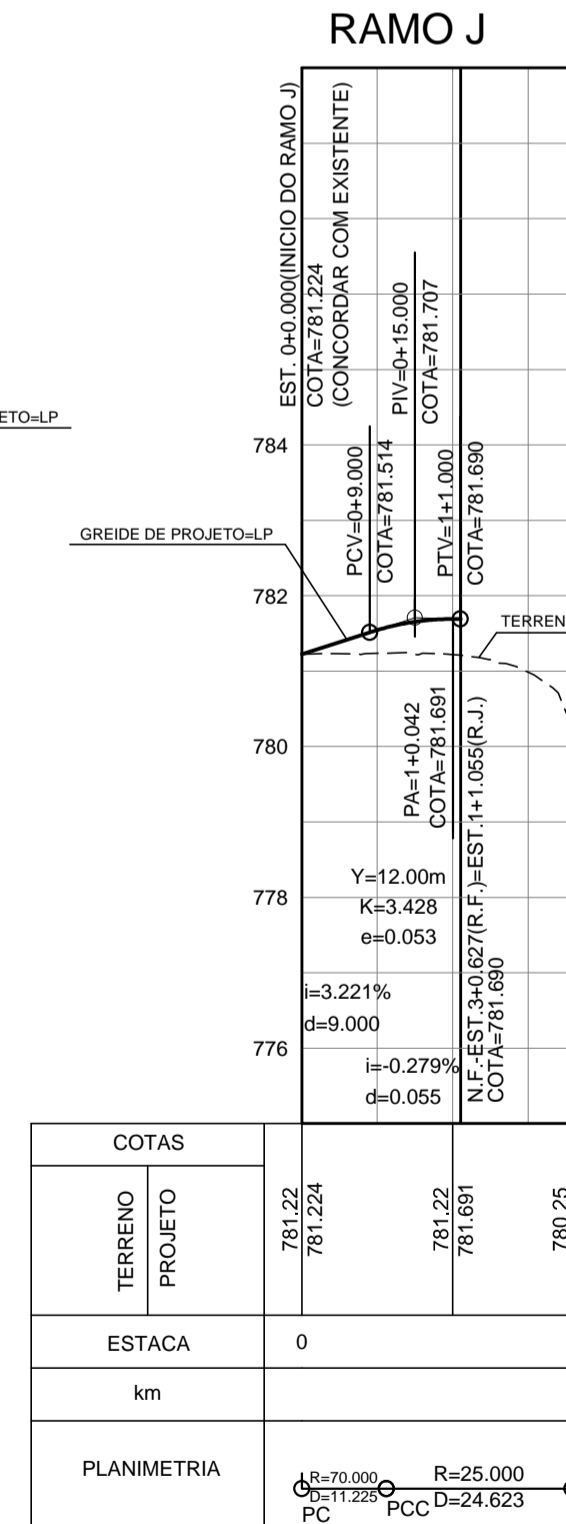 RAMO J
EST. 0+0.000(INICIO DO RAMO J)
COTA=781.224
(CONCORDAR COM EXISTENTE)
PIV=0+15.000
COTA=781.707
ETO=LP
784
PCV=0+9.000
COTA=781.514
PTV=1+1.000
COTA=781.690
GREIDE DE PROJETO=LP
782
TERREN
780
PA=1+0.042
COTA=781.691
N.F.-EST.3+0.627(R.F.)=EST.1+1.055(R.J.)
COTA=781.690
778
Y=12.00m
K=3.428
e=0.053
i=3.221%
d=9.000
776
i=-0.279%
d=0.055
COTAS
TERRENO
PROJETO
781.22
781.224
781.22
781.691
780.25
ESTACA
0
km
PLANIMETRIA
R=70.000
D=11.225
PC
PCC
R=25.000
D=24.623